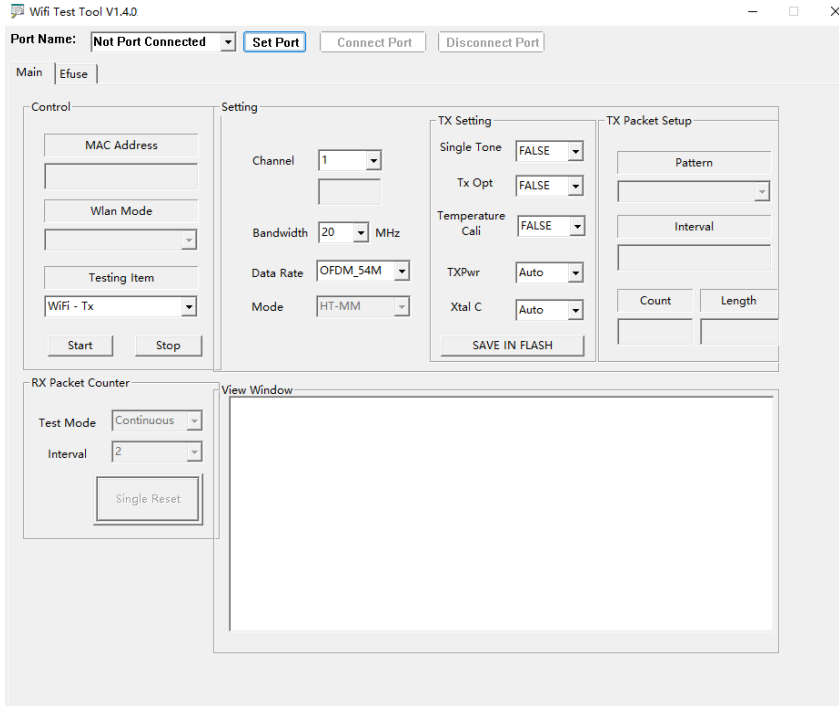 Wifi Test Tool V1.4.0
Port Name: Not Port Connected Set Port Connect Port Disconnect Port
Main Efuse
Control
MAC Address
Wlan Mode
Testing Item
WiFi - Tx
Start Stop
Setting
Channel 1
Bandwidth 20 MHz
Data Rate OFDM_54M
Mode HT-MM
TX Setting
Single Tone FALSE
Tx Opt FALSE
Temperature
Cali FALSE
TXPwr Auto
Xtal C Auto
SAVE IN FLASH
TX Packet Setup
Pattern
Interval
Count Length
RX Packet Counter
Test Mode Continuous
Interval 2
Single Reset
View Window